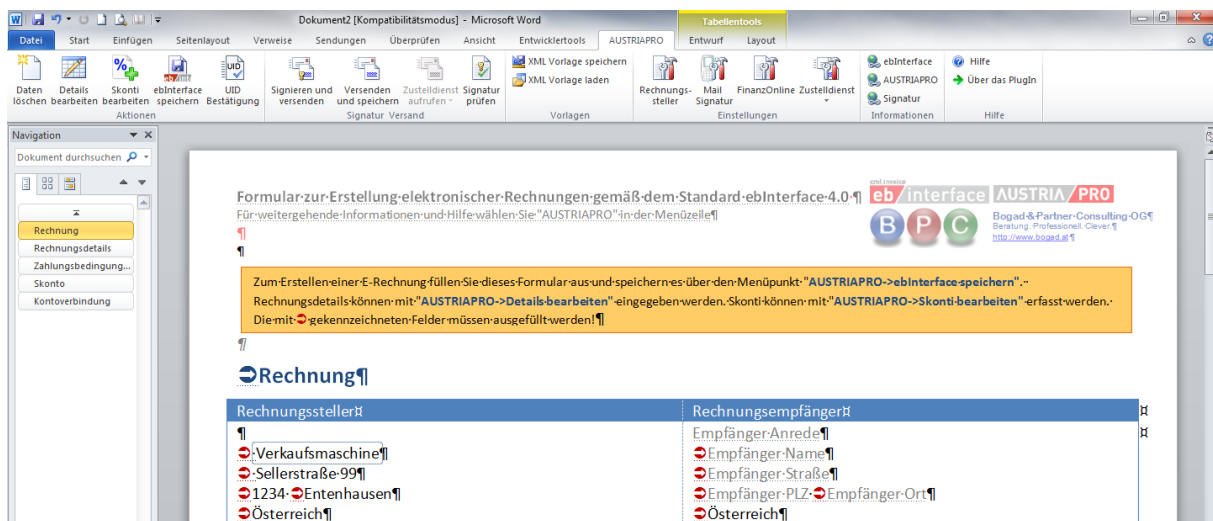 Dokument2 [Kompatibilitätsmodus] - Microsoft Word
Tabellentools
Datei Start Einfügen Seitenlayout Verweise Sendungen Überprüfen Ansicht Entwicklertools AUSTRIAPRO Entwurf Layout
Daten löschen
Details bearbeiten
Skonti bearbeiten
ebInterface speichern
UID Bestätigung
Aktionen
Signieren und versenden
Versenden und speichern
Zustelldienst aufrufen
Signatur prüfen
Signatur Versand
XML Vorlage speichern
XML Vorlage laden
Vorlagen
Rechnungs- steller
Mail Signatur
FinanzOnline
Zustelldienst
Einstellungen
ebInterface
AUSTRIAPRO
Signatur
Informationen
Hilfe
Über das PlugIn
Hilfe
Navigation
Dokument durchsuchen
Rechnung
Rechnungsdetails
Zahlungsbedingung...
Skonto
Kontoverbindung
Formular·zur·Erstellung·elektronischer·Rechnungen·gemäß·dem·Standard·ebInterface·4.0·¶
Für·weitergehende·Informationen·und·Hilfe·wählen·Sie·"AUSTRIAPRO"·in·der·Menüzeile¶
¶
¶
xml invoice
eb/interface AUSTRIA/PRO
B P C
Bogad·&·Partner·Consulting·OG¶
Beratung.·Professionell.·Clever.¶
http://www.bogad.at¶
Zum·Erstellen·einer·E-Rechnung·füllen·Sie·dieses·Formular·aus·und·speichern·es·über·den·Menüpunkt·"AUSTRIAPRO->ebInterface·speichern".·
Rechnungsdetails·können·mit·"AUSTRIAPRO->Details·bearbeiten"·eingegeben·werden.·Skonti·können·mit·"AUSTRIAPRO->Skonti·bearbeiten"·erfasst·werden.·
Die·mit·➲·gekennzeichneten·Felder·müssen·ausgefüllt·werden!¶
¶
➲Rechnung¶
Rechnungssteller¤ Rechnungsempfänger¤ ¤
¶ Empfänger·Anrede¶ ¤
➲·Verkaufsmaschine¶ ➲Empfänger·Name¶
➲·Sellerstraße·99¶ ➲Empfänger·Straße¶
➲1234·➲Entenhausen¶ ➲Empfänger·PLZ·➲Empfänger·Ort¶
➲Österreich¶ ➲Österreich¶